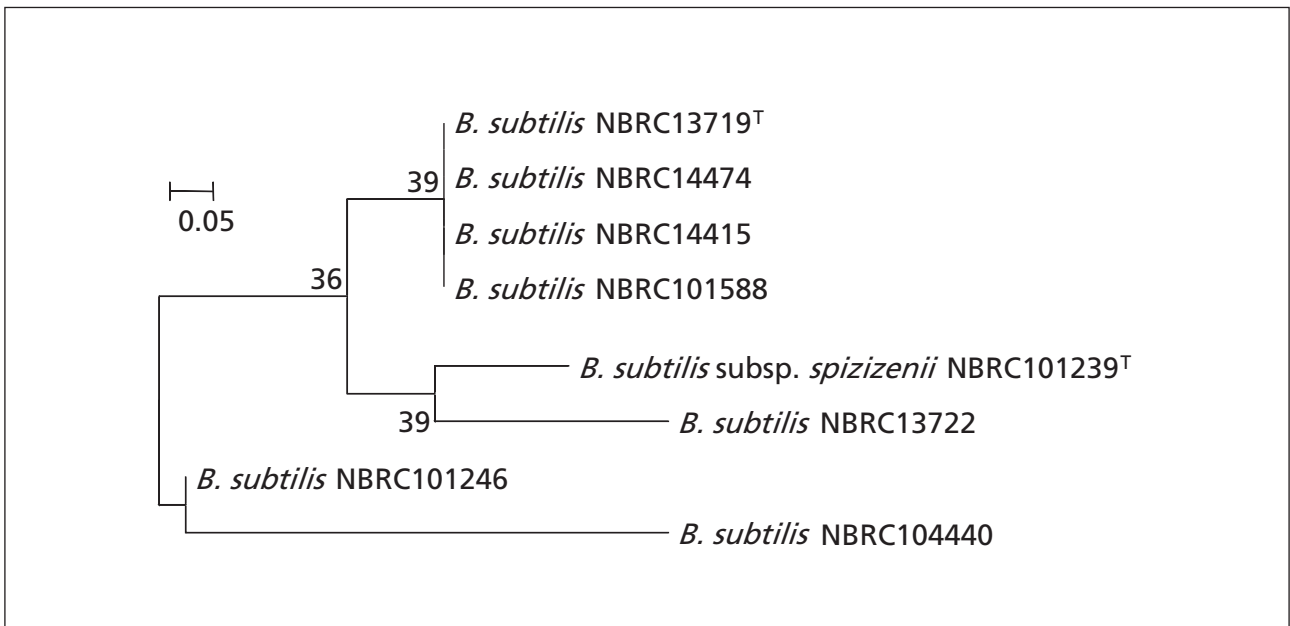 B. subtilis NBRC13719ᵀ
39 B. subtilis NBRC14474
0.05
B. subtilis NBRC14415
36
B. subtilis NBRC101588
B. subtilis subsp. spizizenii NBRC101239ᵀ
39
B. subtilis NBRC13722
B. subtilis NBRC101246
B. subtilis NBRC104440